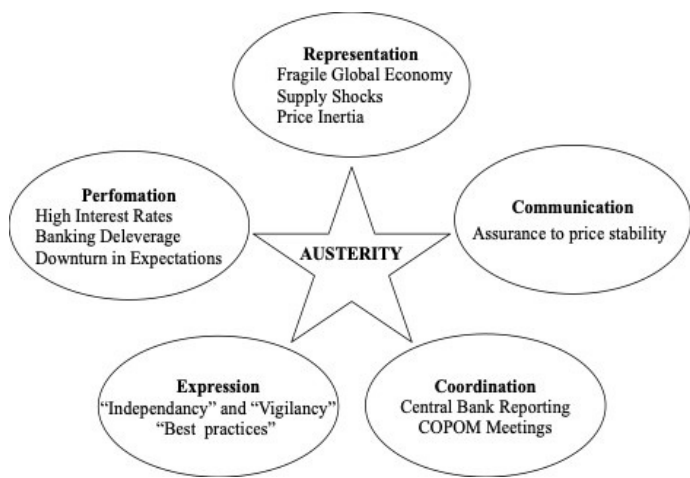 Representation
Fragile Global Economy
Supply Shocks
Price Inertia
Perfomation
High Interest Rates
Banking Deleverage
Downturn in Expectations
Communication
Assurance to price stability
AUSTERITY
Expression
“Independancy” and “Vigilancy”
“Best practices”
Coordination
Central Bank Reporting
COPOM Meetings